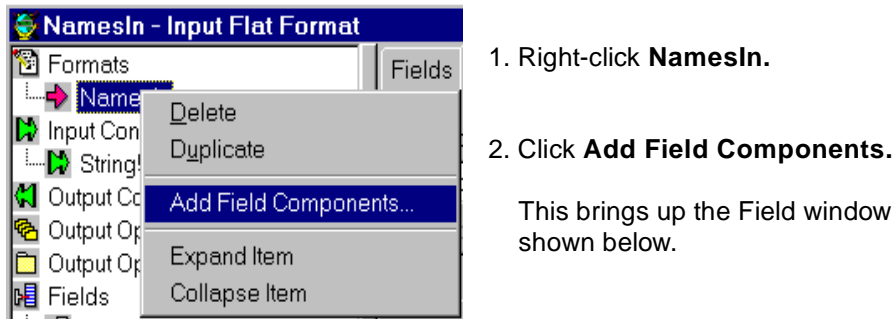 NamesIn - Input Flat Format
Formats
Fields
Name
Input Con
String
Output Co
Output Op
Output Op
Fields
Delete
Duplicate
Add Field Components...
Expand Item
Collapse Item
1. Right-click NamesIn.
2. Click Add Field Components.
This brings up the Field window
shown below.